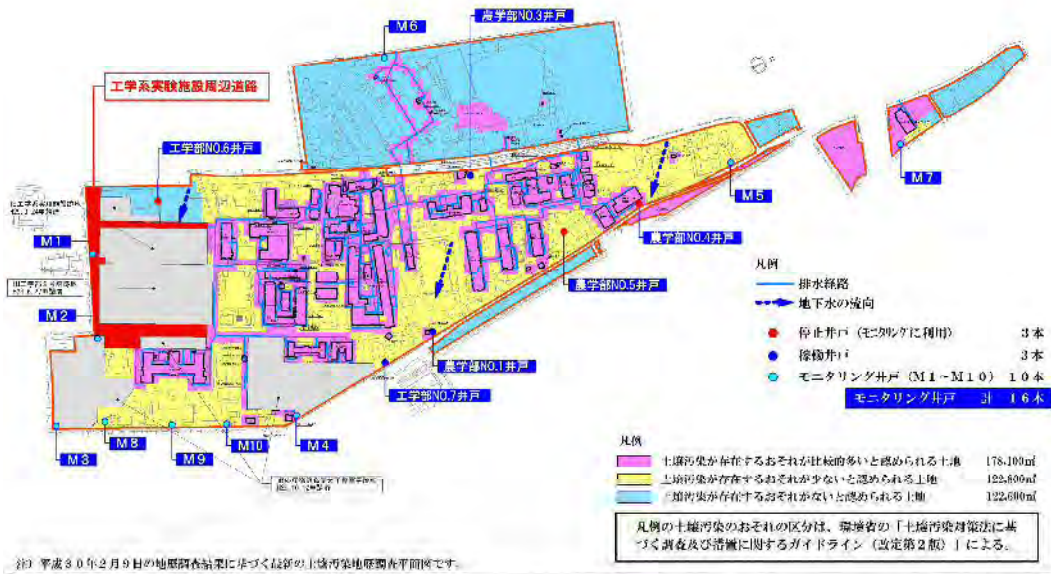 M6
農学部NO.3井戸
工学系実験施設周辺道路
工学部NO.6井戸
M5
M7
M1
農学部NO.4井戸
農学部NO.5井戸
M2
農学部NO.1井戸
工学部NO.7井戸
M3
M8
M9
M10
M4
凡例
排水経路
地下水の流向
停止井戸(モニタリングに利用) 3本
稼働井戸 3本
モニタリング井戸(M1~M10) 10本
モニタリング井戸 計 16本
凡例
土壌汚染が存在するおそれが比較的多いと認められる土地 178,100㎡
土壌汚染が存在するおそれが少ないと認められる土地 122,800㎡
土壌汚染が存在するおそれがないと認められる土地 122,600㎡
凡例の土壌汚染のおそれの区分は、環境省の「土壌汚染対策法に基
づく調査及び措置に関するガイドライン(改定第2版)」による。
注) 平成30年2月9日の地歴調査結果に基づく最新の土壌汚染地歴調査平面図です。